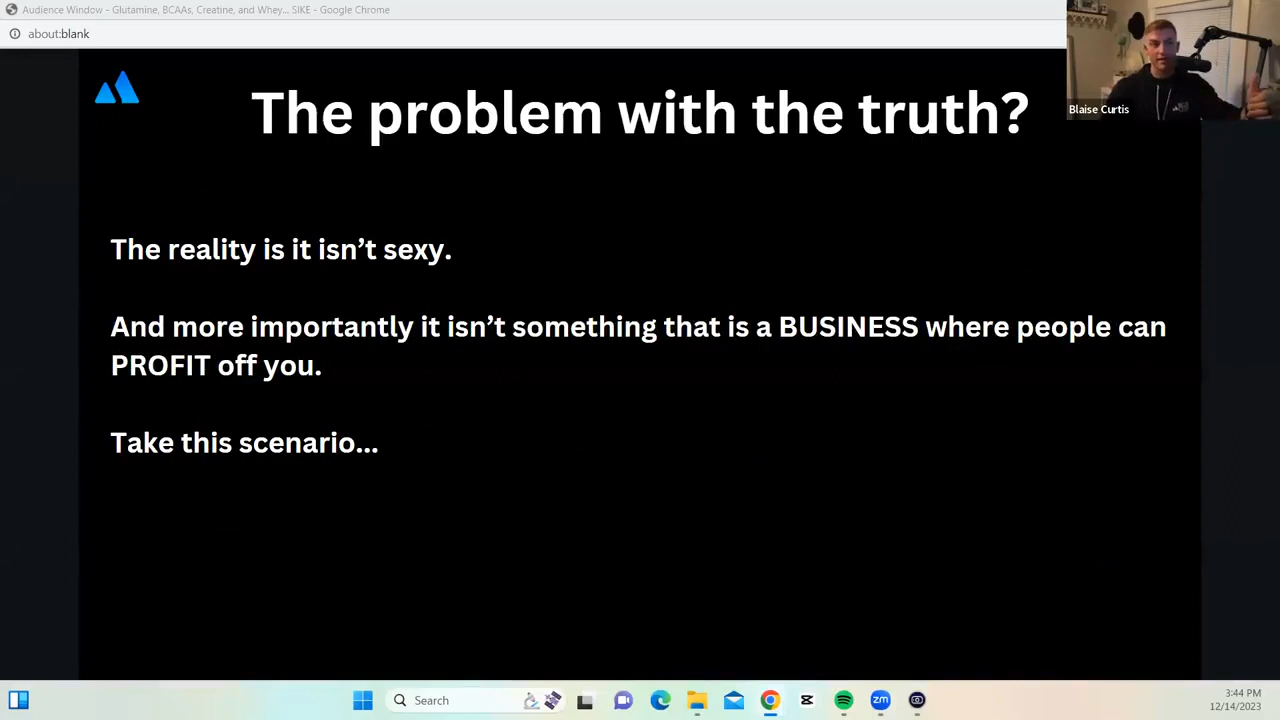 Audience Window - Glutamine, BCAAs, Creatine, and Whey... SIKE - Google Chrome
about:blank
Blaise Curtis
The problem with the truth?
The reality is it isn’t sexy.
And more importantly it isn’t something that is a BUSINESS where people can
PROFIT off you.
Take this scenario...
Search
zm
3:44 PM
12/14/2023